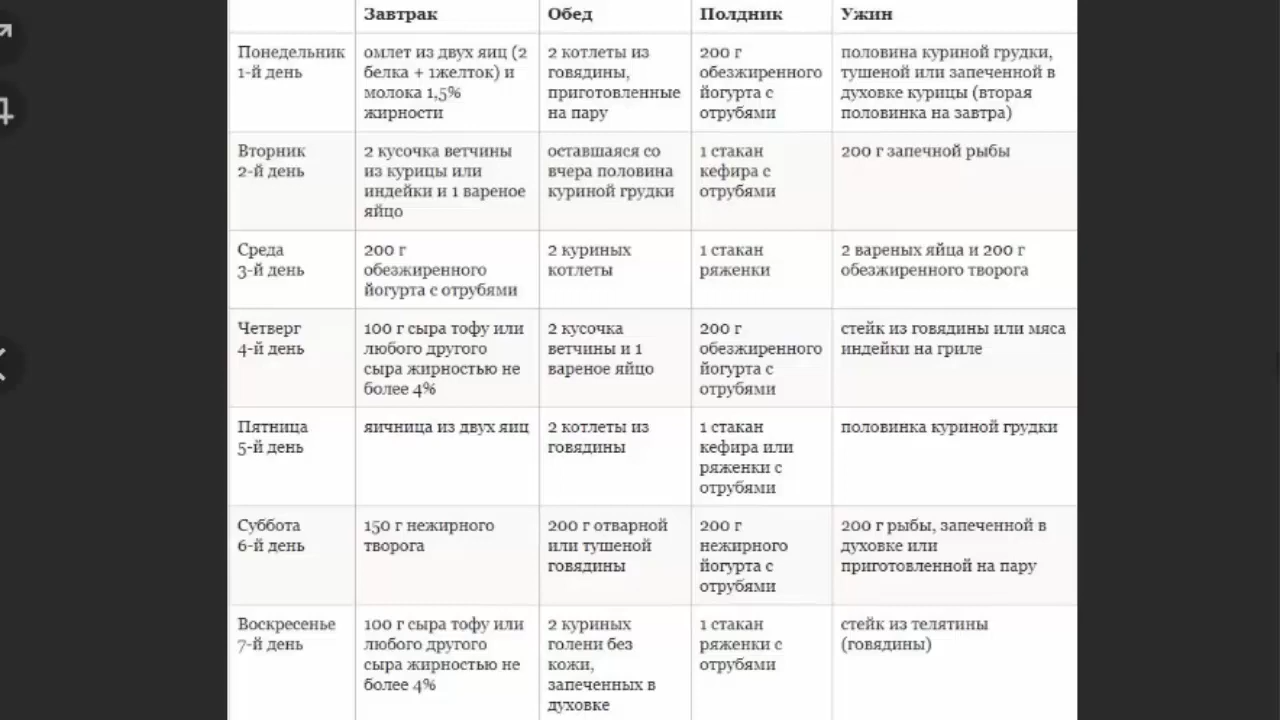 Завтрак Обед Полдник Ужин
Понедельник
1-й день
омлет из двух яиц (2
белка + 1желток) и
молока 1,5%
жирности
2 котлеты из
говядины,
приготовленные
на пару
200 г
обезжиренного
йогурта с
отрубями
половина куриной грудки,
тушеной или запеченной в
духовке курицы (вторая
половинка на завтра)
Вторник
2-й день
2 кусочка ветчины
из курицы или
индейки и 1 вареное
яйцо
оставшаяся со
вчера половина
куриной грудки
1 стакан
кефира с
отрубями
200 г запечной рыбы
Среда
3-й день
200 г
обезжиренного
йогурта с отрубями
2 куриных
котлеты
1 стакан
ряженки
2 вареных яйца и 200 г
обезжиренного творога
Четверг
4-й день
100 г сыра тофу или
любого другого
сыра жирностью не
более 4%
2 кусочка
ветчины и 1
вареное яйцо
200 г
обезжиренного
йогурта с
отрубями
стейк из говядины или мяса
индейки на гриле
Пятница
5-й день
яичница из двух яиц
2 котлеты из
говядины
1 стакан
кефира или
ряженки с
отрубями
половинка куриной грудки
Суббота
6-й день
150 г нежирного
творога
200 г отварной
или тушеной
говядины
200 г
нежирного
йогурта с
отрубями
200 г рыбы, запеченной в
духовке или
приготовленной на пару
Воскресенье
7-й день
100 г сыра тофу или
любого другого
сыра жирностью не
более 4%
2 куриных
голени без
кожи,
запеченных в
духовке
1 стакан
ряженки с
отрубями
стейк из телятины
(говядины)